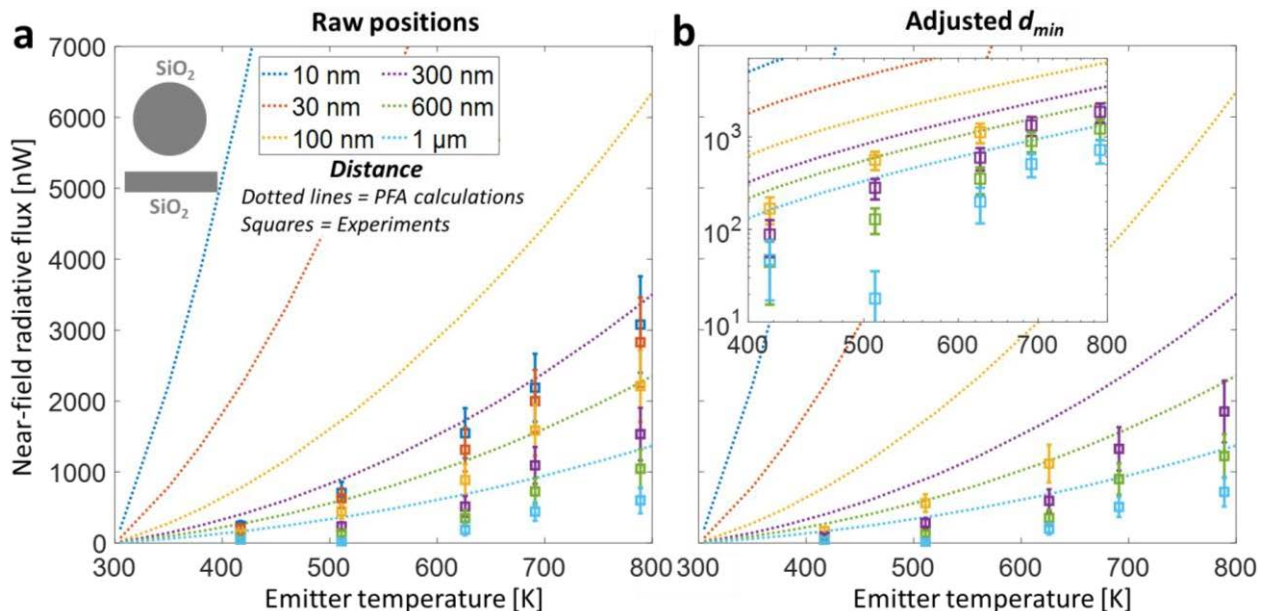 a
Raw positions
b
Adjusted dmin
Near-field radiative flux [nW]
7000
6000
5000
4000
3000
2000
1000
0
SiO2
SiO2
10 nm
300 nm
30 nm
600 nm
100 nm
1 µm
Distance
Dotted lines = PFA calculations
Squares = Experiments
300 400 500 600 700 800
Emitter temperature [K]
10^3
10^2
10^1
400 500 600 700 800
300 400 500 600 700 800
Emitter temperature [K]